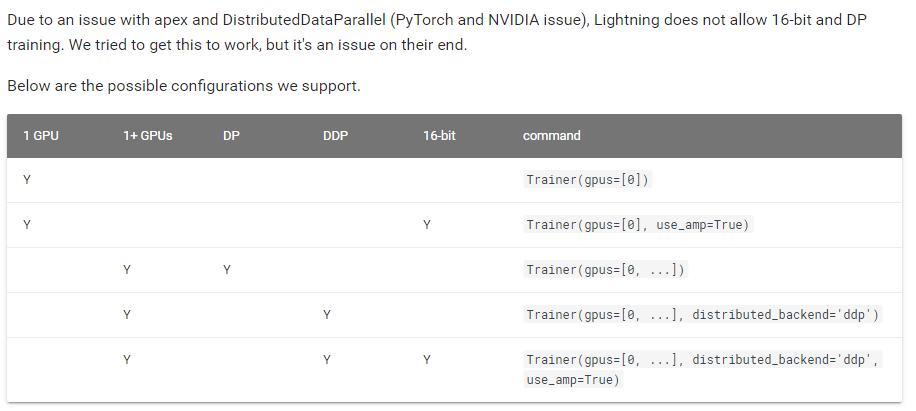 Due to an issue with apex and DistributedDataParallel (PyTorch and NVIDIA issue), Lightning does not allow 16-bit and DP
training. We tried to get this to work, but it's an issue on their end.
Below are the possible configurations we support.
1 GPU 1+ GPUs DP DDP 16-bit command
Y Trainer(gpus=[0])
Y Y Trainer(gpus=[0], use_amp=True)
Y Y Trainer(gpus=[0, ...])
Y Y Trainer(gpus=[0, ...], distributed_backend='ddp')
Y Y Y Trainer(gpus=[0, ...], distributed_backend='ddp',
use_amp=True)